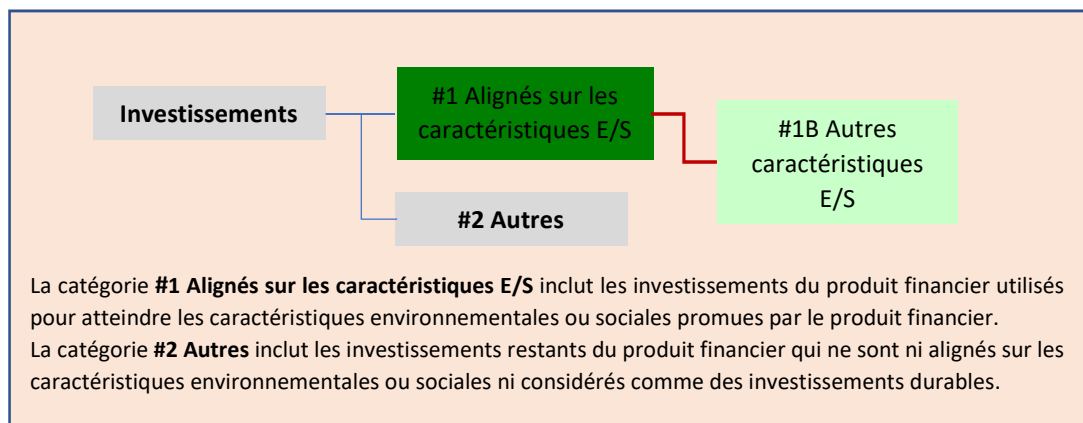 Investissements
#1 Alignés sur les
caractéristiques E/S
#1B Autres
caractéristiques
E/S
#2 Autres
La catégorie #1 Alignés sur les caractéristiques E/S inclut les investissements du produit financier utilisés
pour atteindre les caractéristiques environnementales ou sociales promues par le produit financier.
La catégorie #2 Autres inclut les investissements restants du produit financier qui ne sont ni alignés sur les
caractéristiques environnementales ou sociales ni considérés comme des investissements durables.